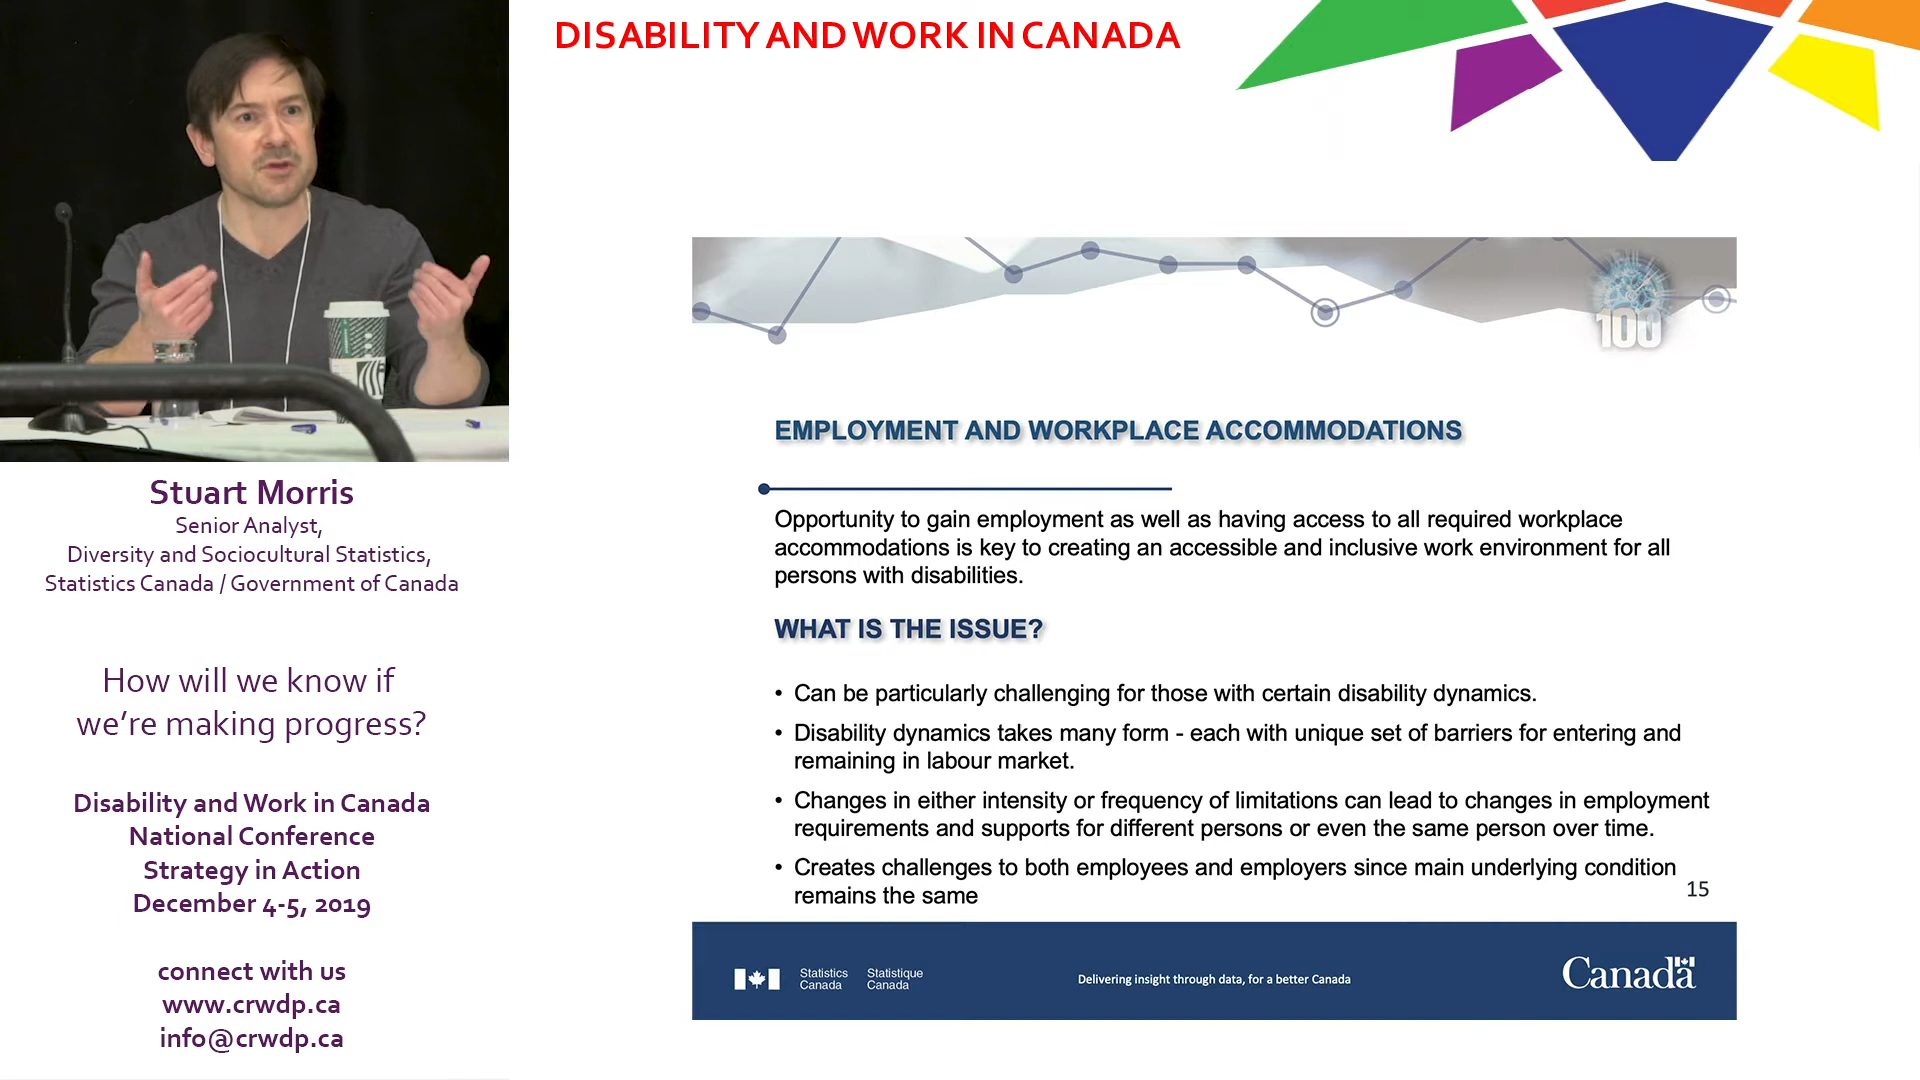 DISABILITY AND WORK IN CANADA
100
Stuart Morris
Senior Analyst,
Diversity and Sociocultural Statistics,
Statistics Canada / Government of Canada
How will we know if
we're making progress?
Disability and Work in Canada
National Conference
Strategy in Action
December 4-5, 2019
connect with us
www.crwdp.ca
info@crwdp.ca
EMPLOYMENT AND WORKPLACE ACCOMMODATIONS
Opportunity to gain employment as well as having access to all required workplace
accommodations is key to creating an accessible and inclusive work environment for all
persons with disabilities.
WHAT IS THE ISSUE?
• Can be particularly challenging for those with certain disability dynamics.
• Disability dynamics takes many form - each with unique set of barriers for entering and
remaining in labour market.
• Changes in either intensity or frequency of limitations can lead to changes in employment
requirements and supports for different persons or even the same person over time.
• Creates challenges to both employees and employers since main underlying condition
remains the same
15
Statistics Canada
Statistique Canada
Delivering insight through data, for a better Canada
Canada